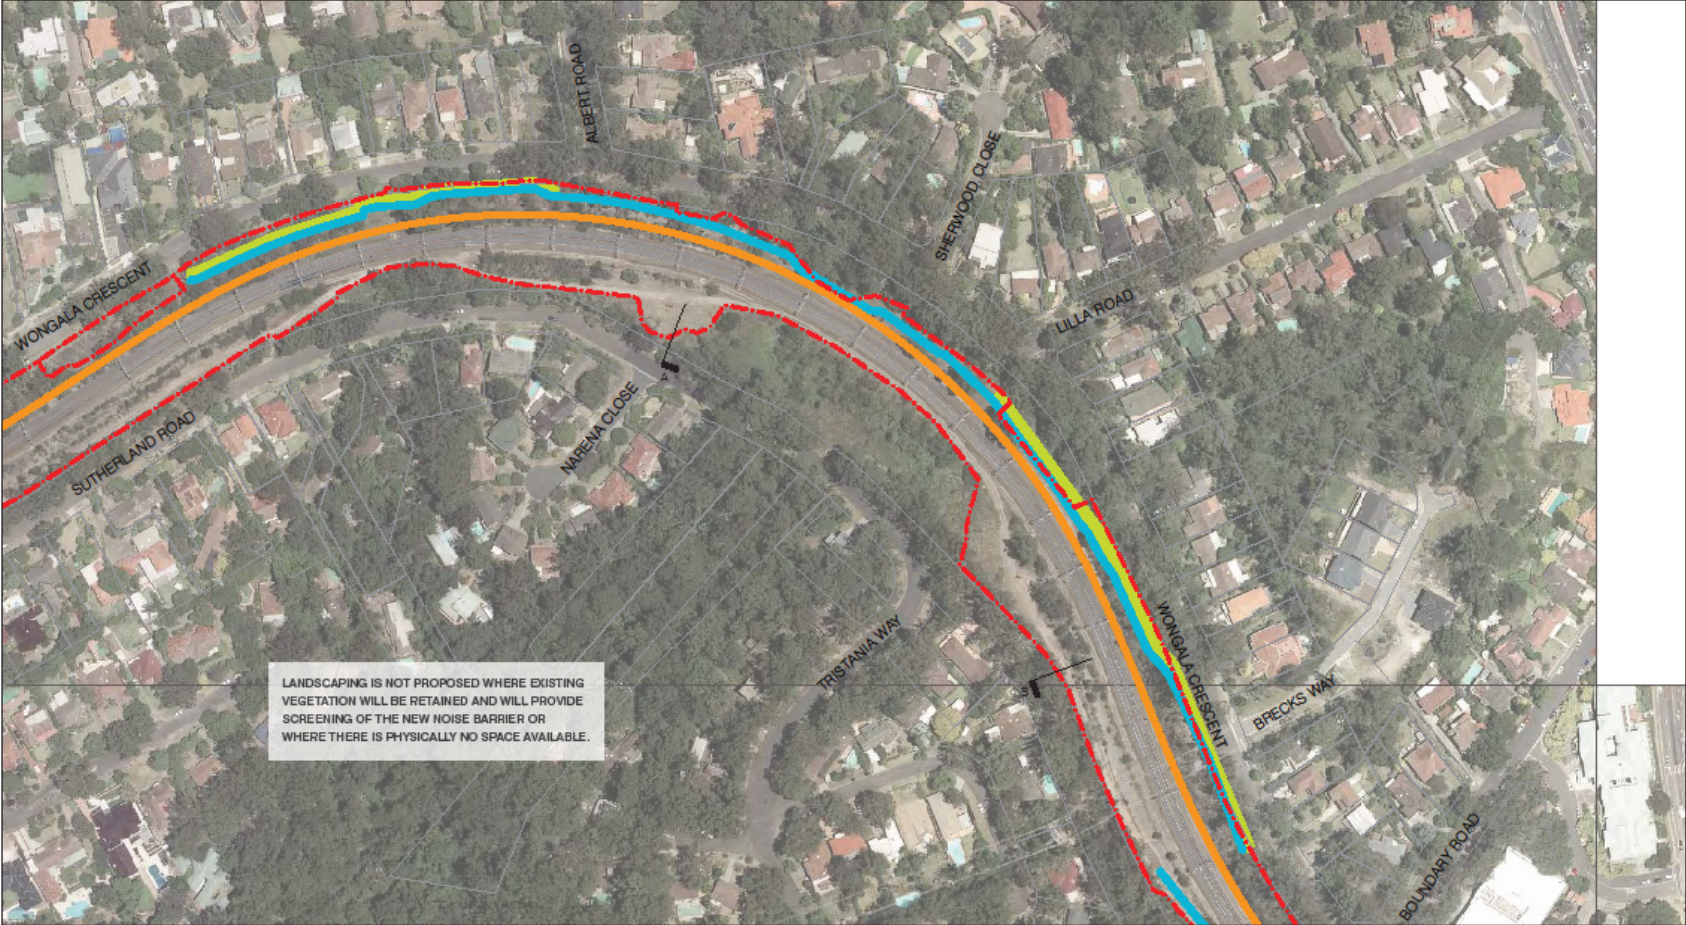 ALBERT ROAD
SHERWOOD CLOSE
WONGALA CRESCENT
LILLA ROAD
A
NARENA CLOSE
SUTHERLAND ROAD
TRISTANIA WAY
WONGALA CRESCENT
BRECKS WAY
LANDSCAPING IS NOT PROPOSED WHERE EXISTING
VEGETATION WILL BE RETAINED AND WILL PROVIDE
SCREENING OF THE NEW NOISE BARRIER OR
WHERE THERE IS PHYSICALLY NO SPACE AVAILABLE.
BOUNDARY ROAD